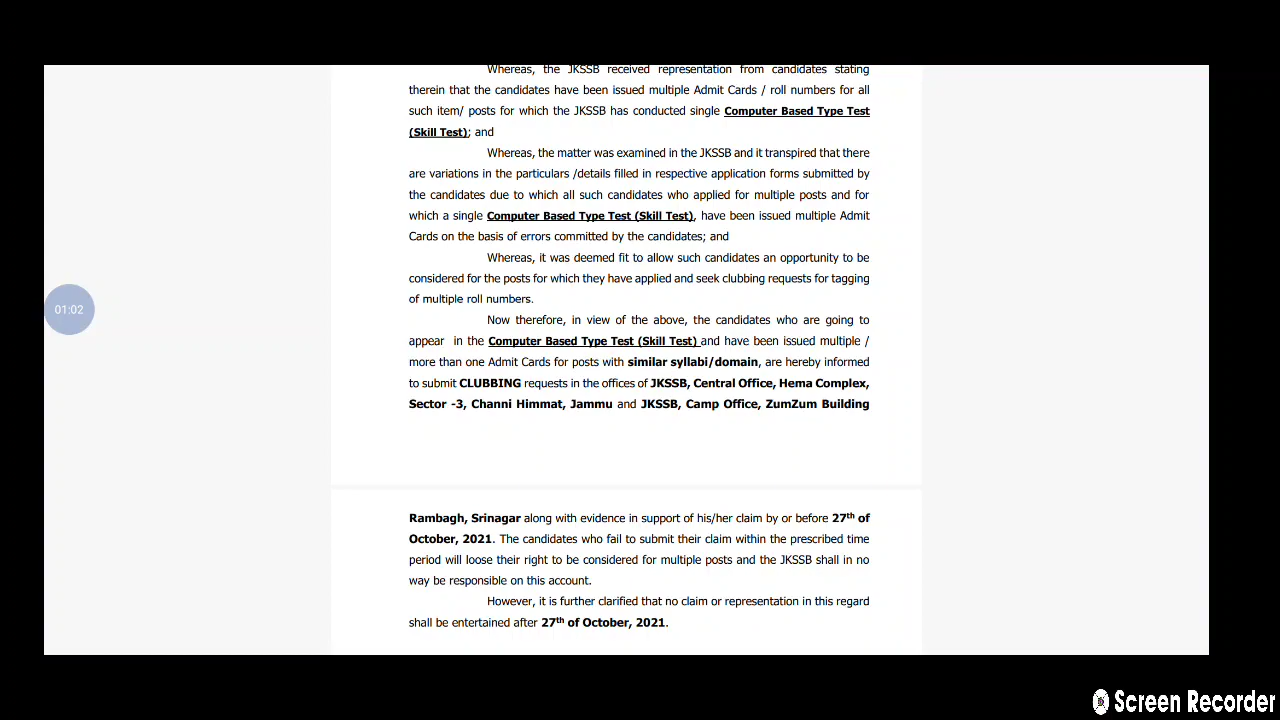 Whereas, the JKSSB received representation from candidates stating
therein that the candidates have been issued multiple Admit Cards / roll numbers for all
such item/ posts for which the JKSSB has conducted single Computer Based Type Test
(Skill Test); and
Whereas, the matter was examined in the JKSSB and it transpired that there
are variations in the particulars /details filled in respective application forms submitted by
the candidates due to which all such candidates who applied for multiple posts and for
which a single Computer Based Type Test (Skill Test), have been issued multiple Admit
Cards on the basis of errors committed by the candidates; and
Whereas, it was deemed fit to allow such candidates an opportunity to be
considered for the posts for which they have applied and seek clubbing requests for tagging
of multiple roll numbers.
Now therefore, in view of the above, the candidates who are going to
appear in the Computer Based Type Test (Skill Test) and have been issued multiple /
more than one Admit Cards for posts with similar syllabi/domain, are hereby informed
to submit CLUBBING requests in the offices of JKSSB, Central Office, Hema Complex,
Sector -3, Channi Himmat, Jammu and JKSSB, Camp Office, ZumZum Building
01:02
Rambagh, Srinagar along with evidence in support of his/her claim by or before 27th of
October, 2021. The candidates who fail to submit their claim within the prescribed time
period will loose their right to be considered for multiple posts and the JKSSB shall in no
way be responsible on this account.
However, it is further clarified that no claim or representation in this regard
shall be entertained after 27th of October, 2021.
Screen Recorder